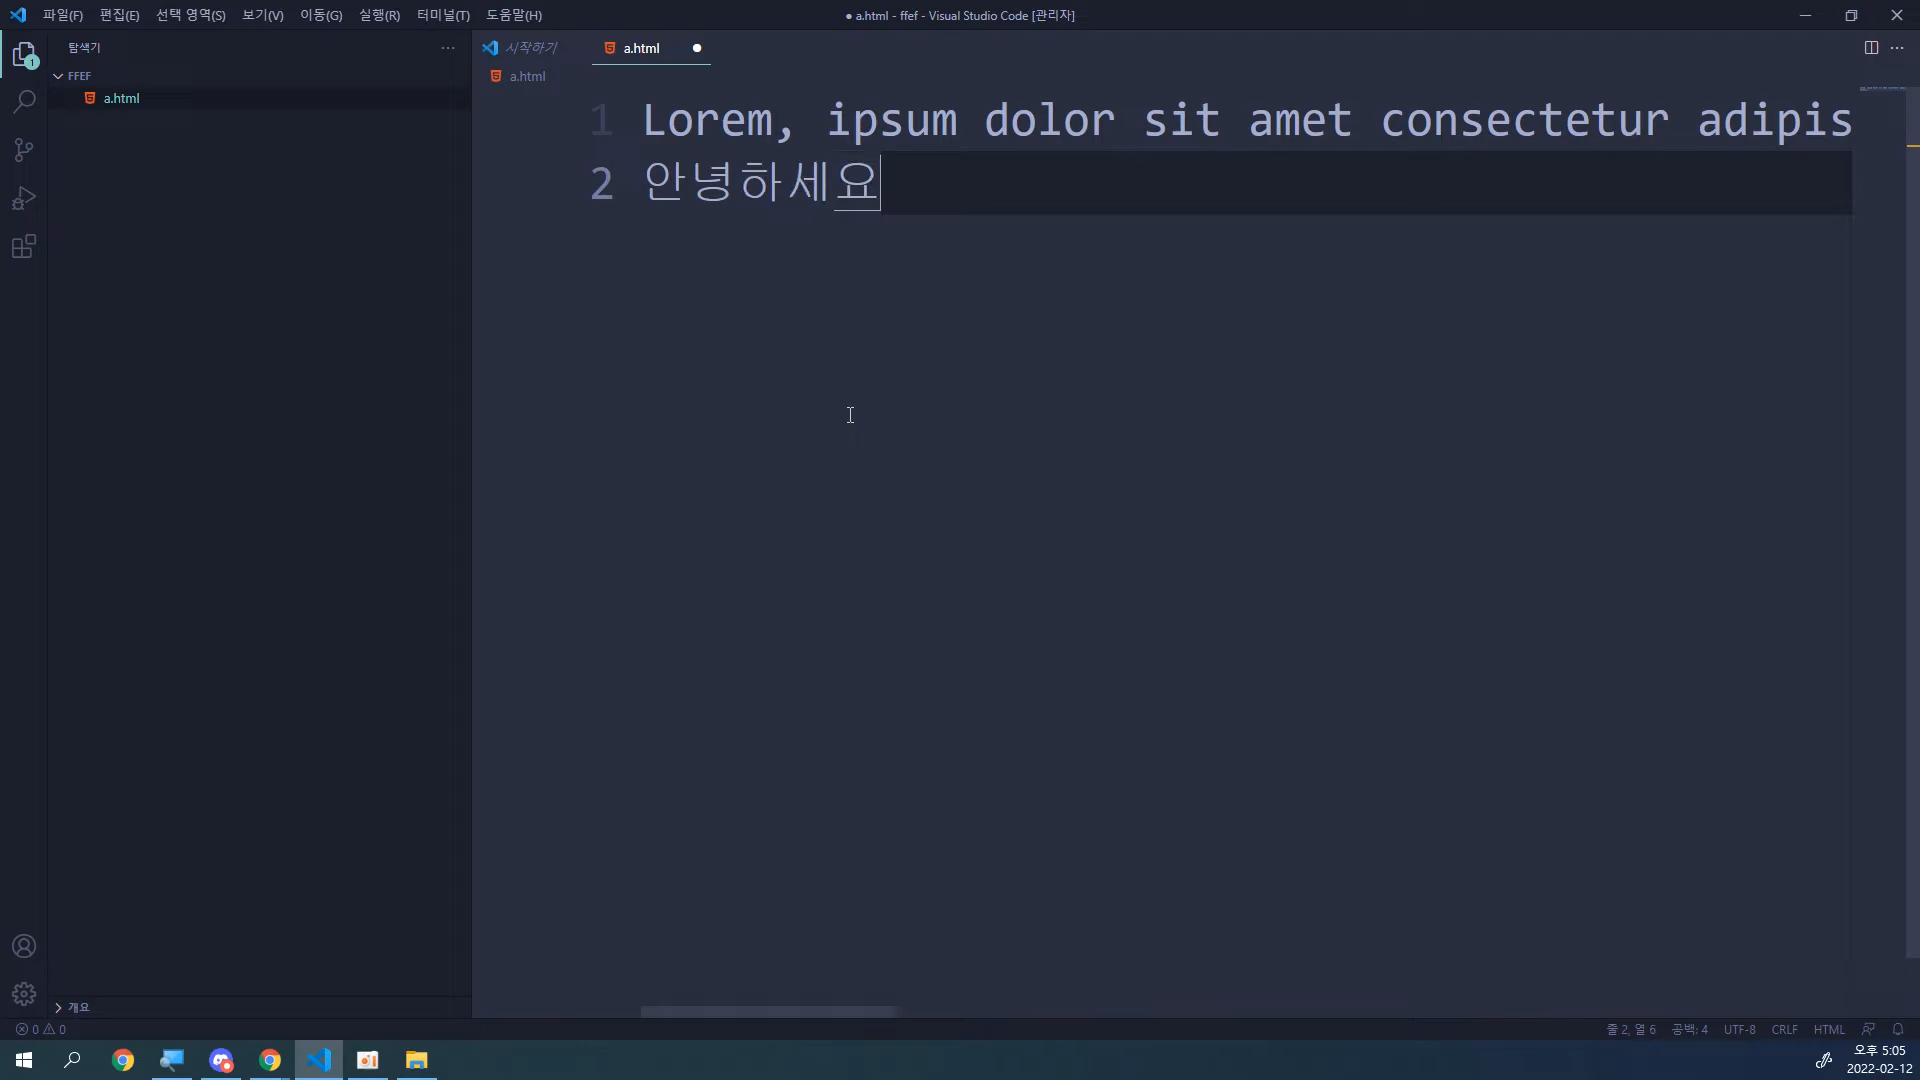 파일(F) 편집(E) 선택 영역(S) 보기(V) 이동(G) 실행(R) 터미널(T) 도움말(H) ● a.html - ffef - Visual Studio Code [관리자]
탐색기 ··· 시작하기 a.html ●
FFEF a.html
a.html
1 Lorem, ipsum dolor sit amet consectetur adipis
2 안녕하세요
1
개요
0 0 줄 2, 열 6 공백: 4 UTF-8 CRLF HTML
오후 5:05
2022-02-12